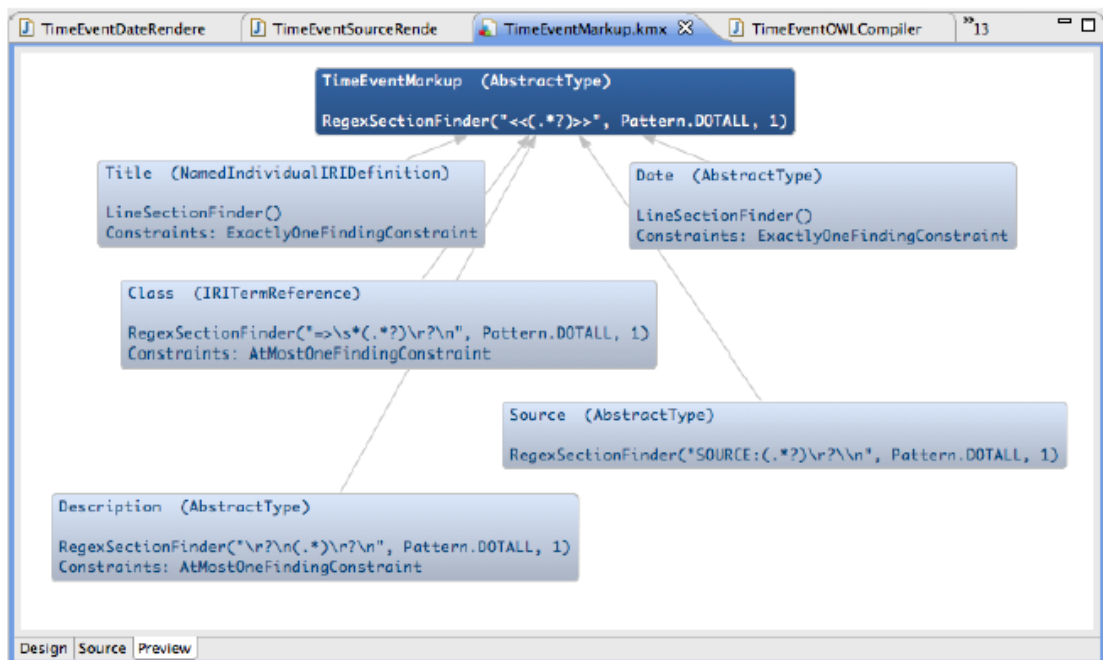 TimeEventDateRendere
TimeEventSourceRende
TimeEventMarkup.kmx
TimeEventOWLCompiler
»13
TimeEventMarkup (AbstractType)
RegexSectionFinder("<<(.*?)>>", Pattern.DOTALL, 1)
Title (NamedIndividualIRIDefinition)
LineSectionFinder()
Constraints: ExactlyOneFindingConstraint
Date (AbstractType)
LineSectionFinder()
Constraints: ExactlyOneFindingConstraint
Class (IRITermReference)
RegexSectionFinder("=>\s*(.*?)\r?\n", Pattern.DOTALL, 1)
Constraints: AtMostOneFindingConstraint
Source (AbstractType)
RegexSectionFinder("SOURCE:(.*?)\r?\\n", Pattern.DOTALL, 1)
Description (AbstractType)
RegexSectionFinder("\r?\n(.*)\r?\n", Pattern.DOTALL, 1)
Constraints: AtMostOneFindingConstraint
Design Source Preview